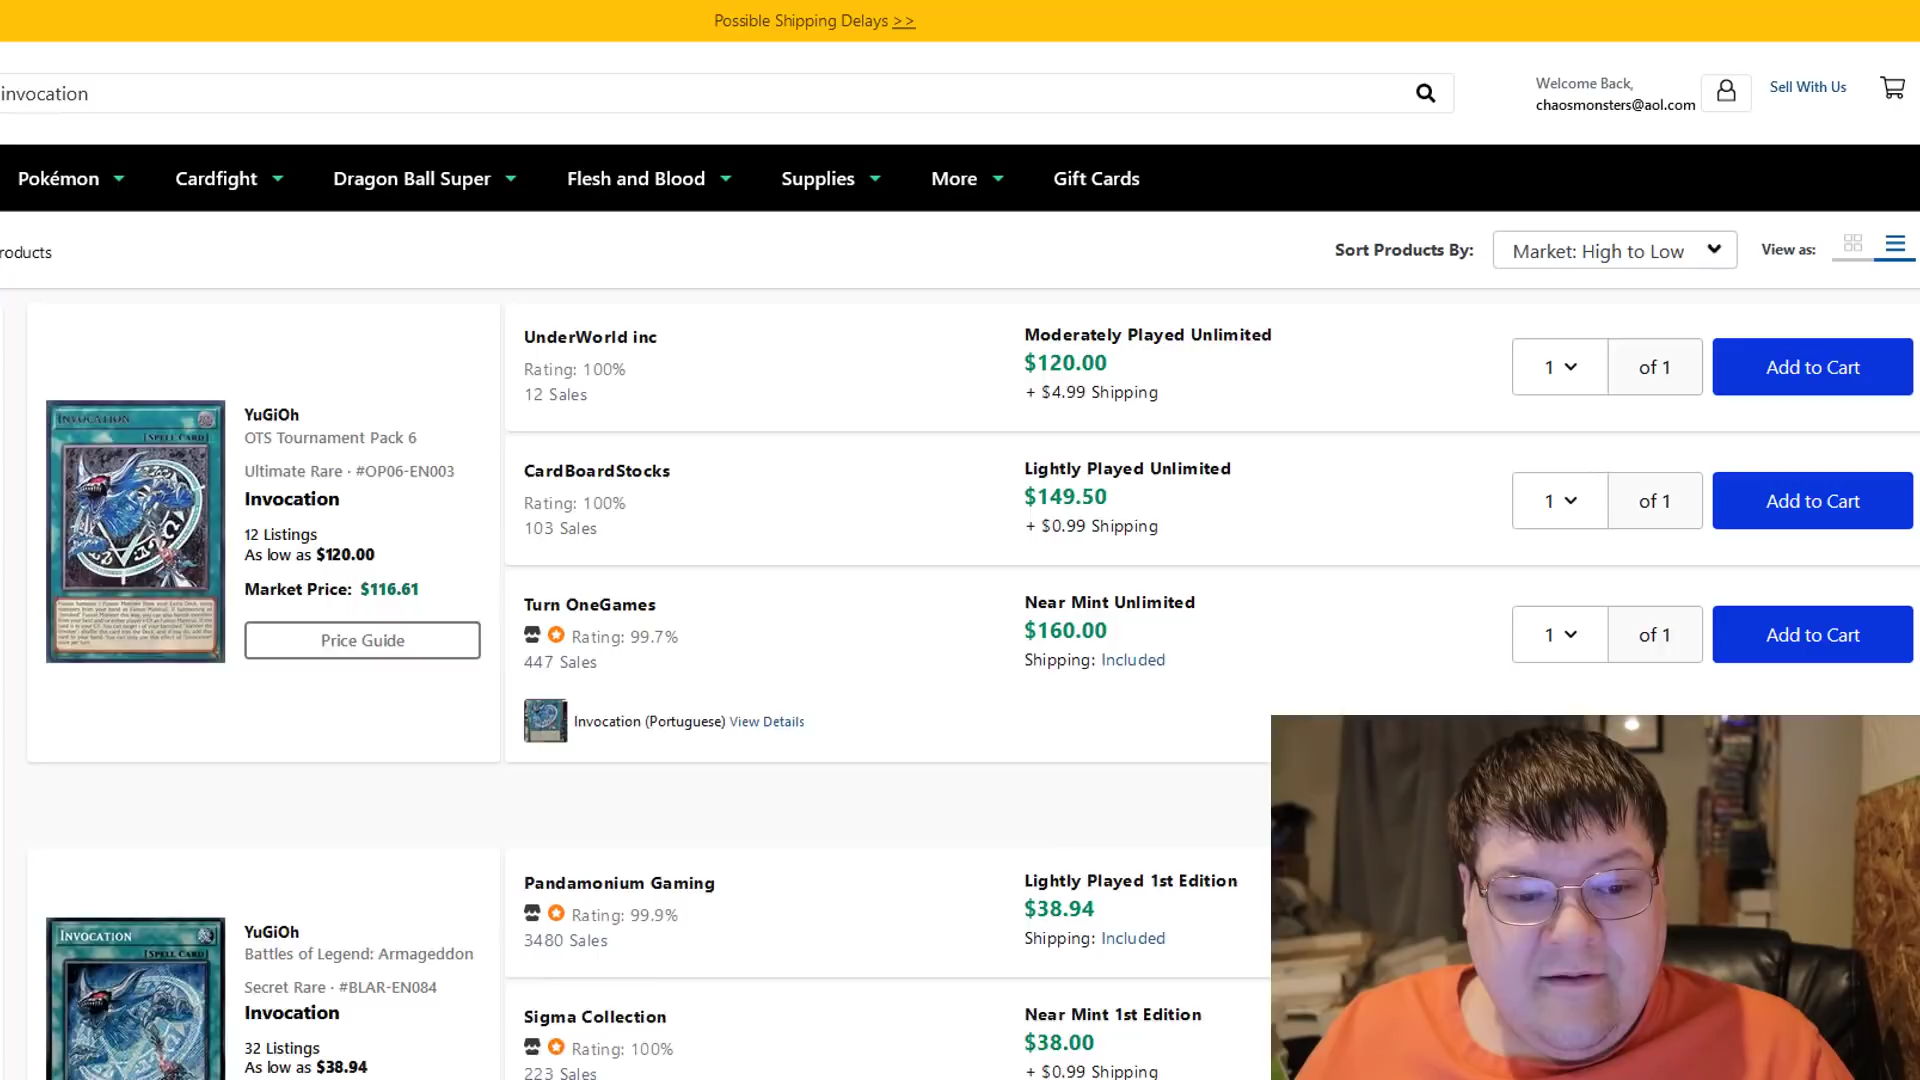 Possible Shipping Delays >>
invocation
Welcome Back,
chaosmonsters@aol.com
Sell With Us
Pokémon
Cardfight
Dragon Ball Super
Flesh and Blood
Supplies
More
Gift Cards
roducts
Sort Products By:
Market: High to Low
View as:
INVOCATION
[SPELL CARD]
YuGiOh
OTS Tournament Pack 6
Ultimate Rare · #OP06-EN003
Invocation
12 Listings
As low as $120.00
Market Price: $116.61
Price Guide
UnderWorld inc
Rating: 100%
12 Sales
Moderately Played Unlimited
$120.00
+ $4.99 Shipping
1
of 1
Add to Cart
CardBoardStocks
Rating: 100%
103 Sales
Lightly Played Unlimited
$149.50
+ $0.99 Shipping
1
of 1
Add to Cart
Turn OneGames
Rating: 99.7%
447 Sales
Near Mint Unlimited
$160.00
Shipping: Included
1
of 1
Add to Cart
Invocation (Portuguese) View Details
INVOCATION
[SPELL CARD]
YuGiOh
Battles of Legend: Armageddon
Secret Rare · #BLAR-EN084
Invocation
32 Listings
As low as $38.94
Pandamonium Gaming
Rating: 99.9%
3480 Sales
Lightly Played 1st Edition
$38.94
Shipping: Included
Sigma Collection
Rating: 100%
223 Sales
Near Mint 1st Edition
$38.00
+ $0.99 Shipping